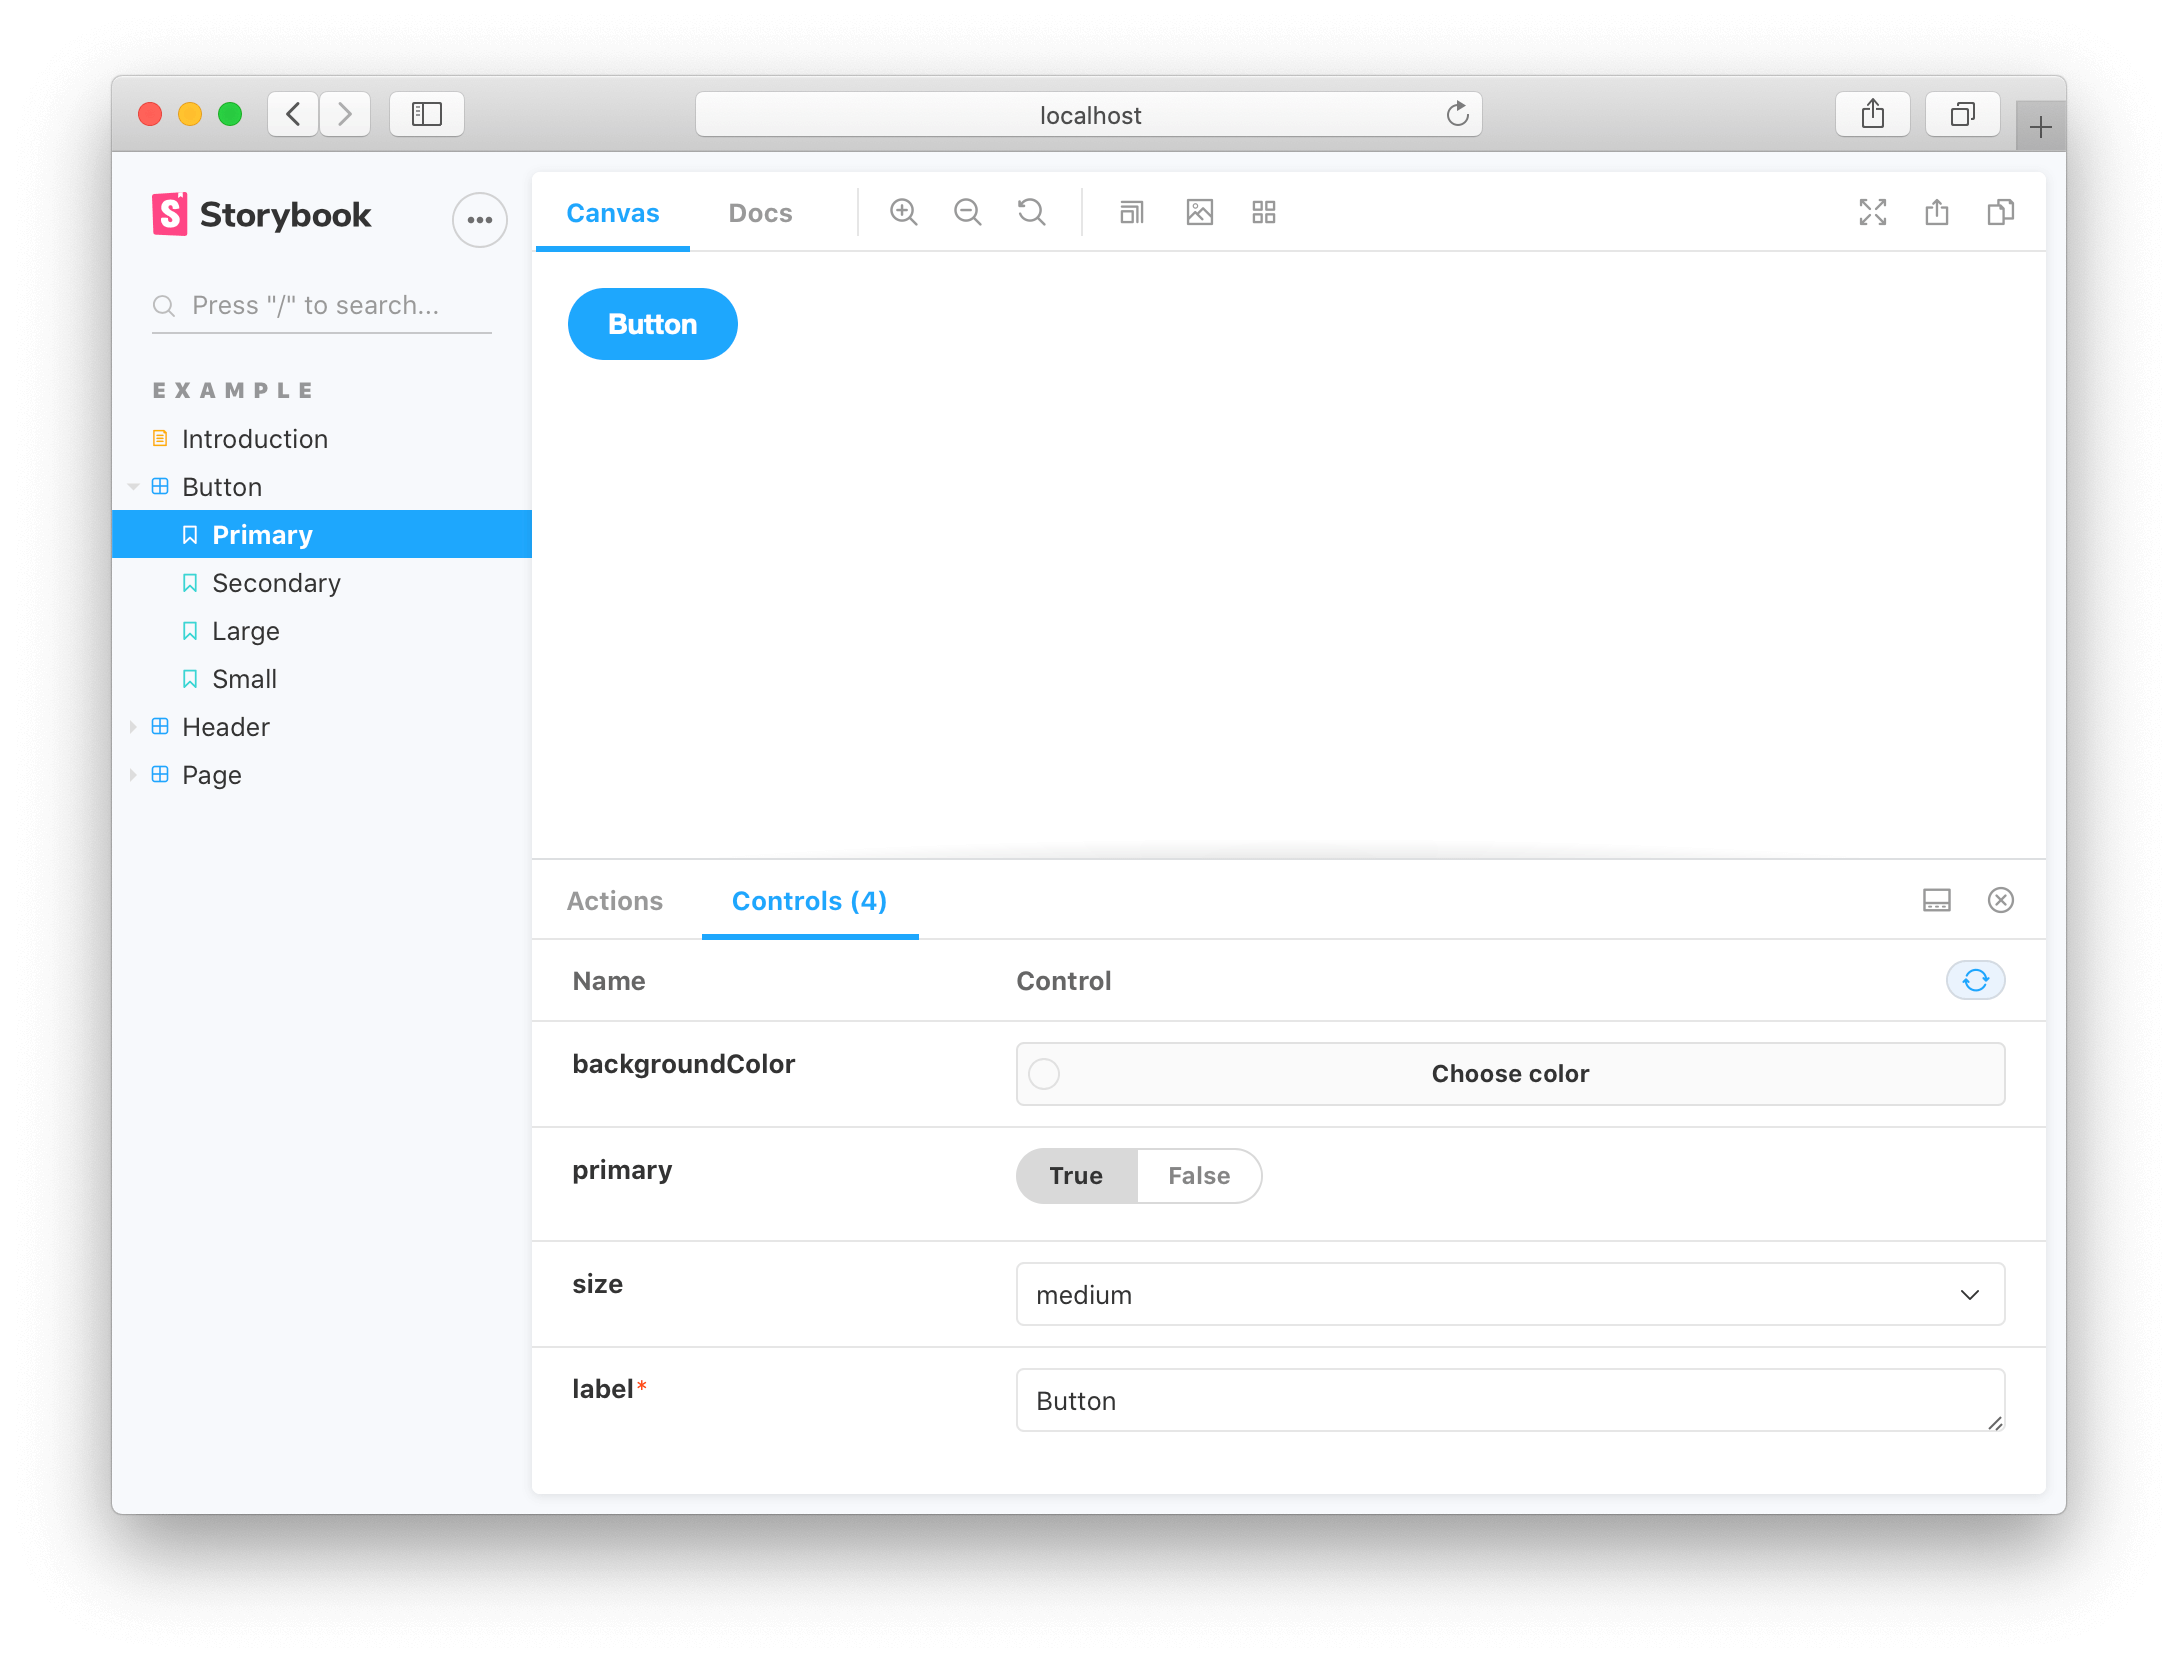 localhost
Storybook
Canvas
Docs
Press "/" to search...
Button
EXAMPLE
Introduction
Button
Primary
Secondary
Large
Small
Header
Page
Actions
Controls (4)
Name
Control
backgroundColor
Choose color
primary
True
False
size
medium
label*
Button